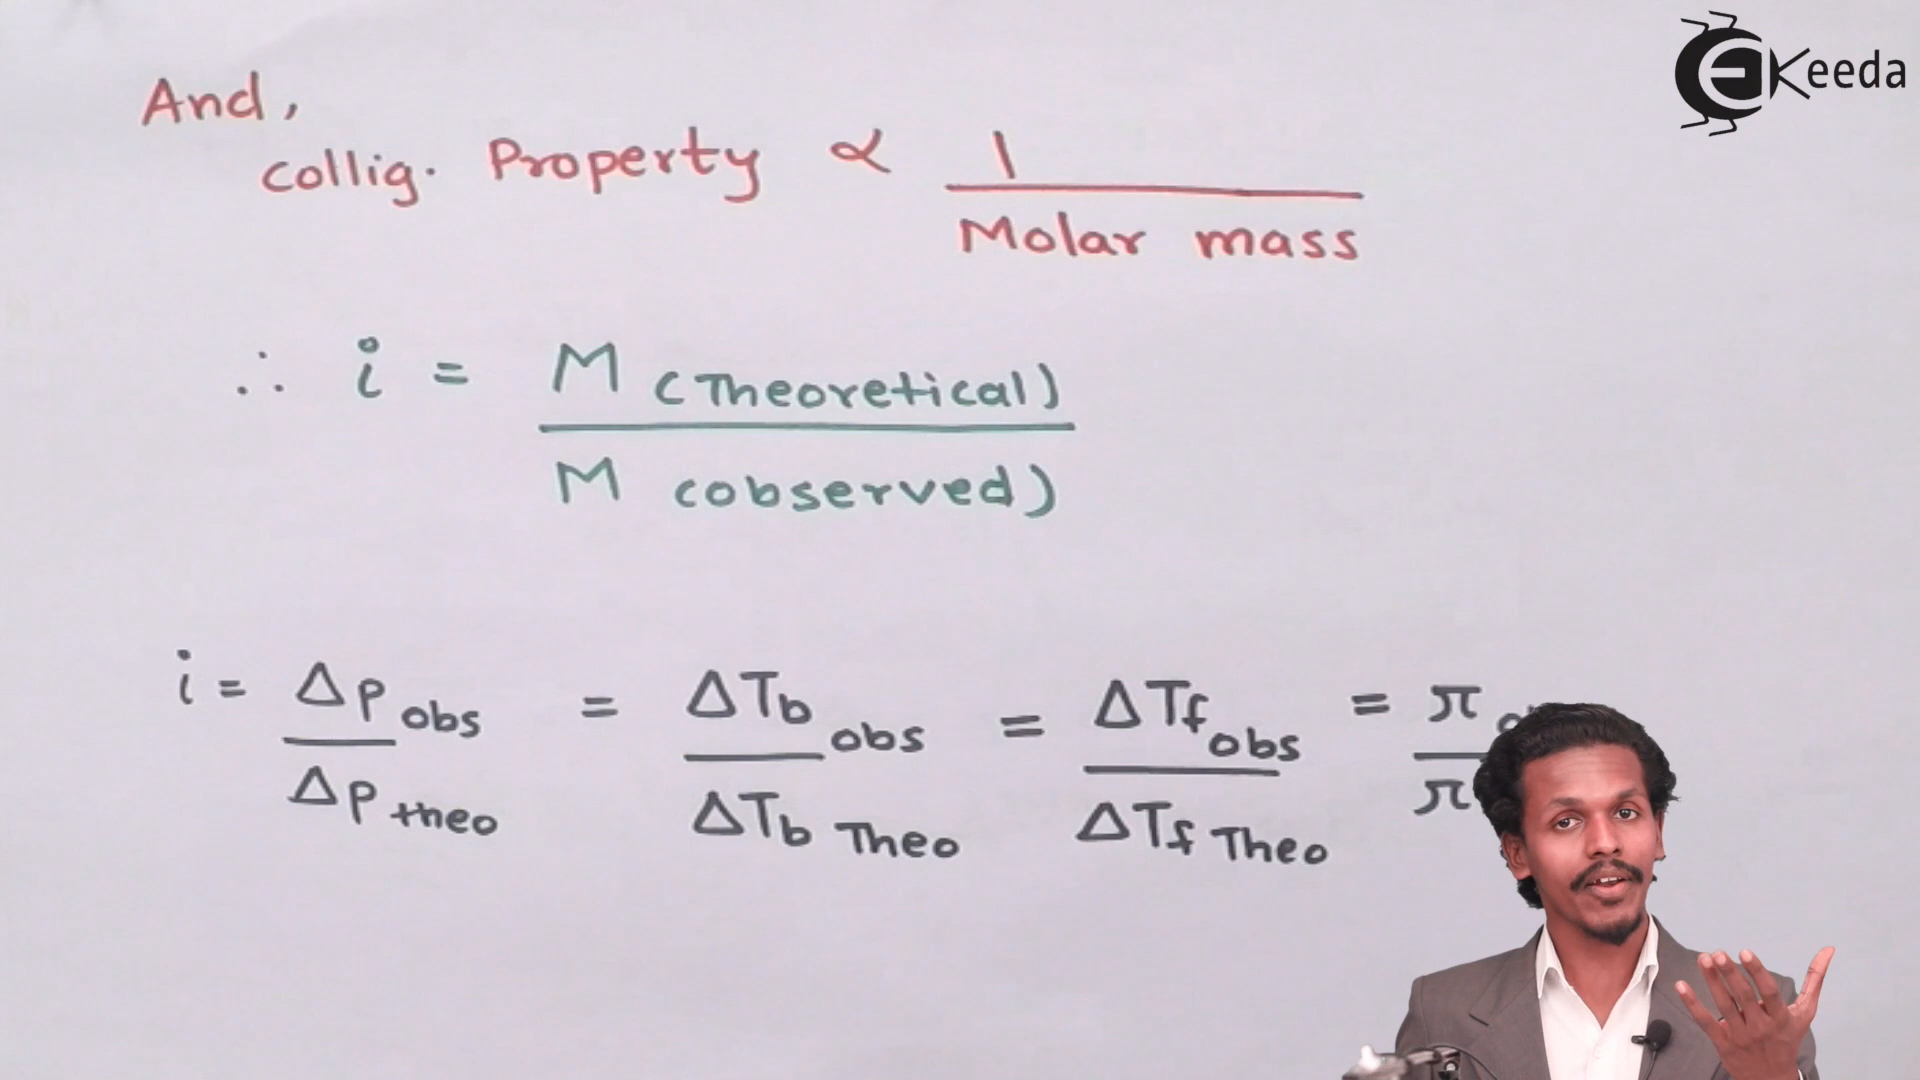 EKeeda
And,
collig. Property ∝ 1
Molar mass
∴ i = M (Theoretical)
M (observed)
i = Δp obs = ΔTb obs = ΔTf obs = π
Δp theo ΔTb Theo ΔTf Theo π